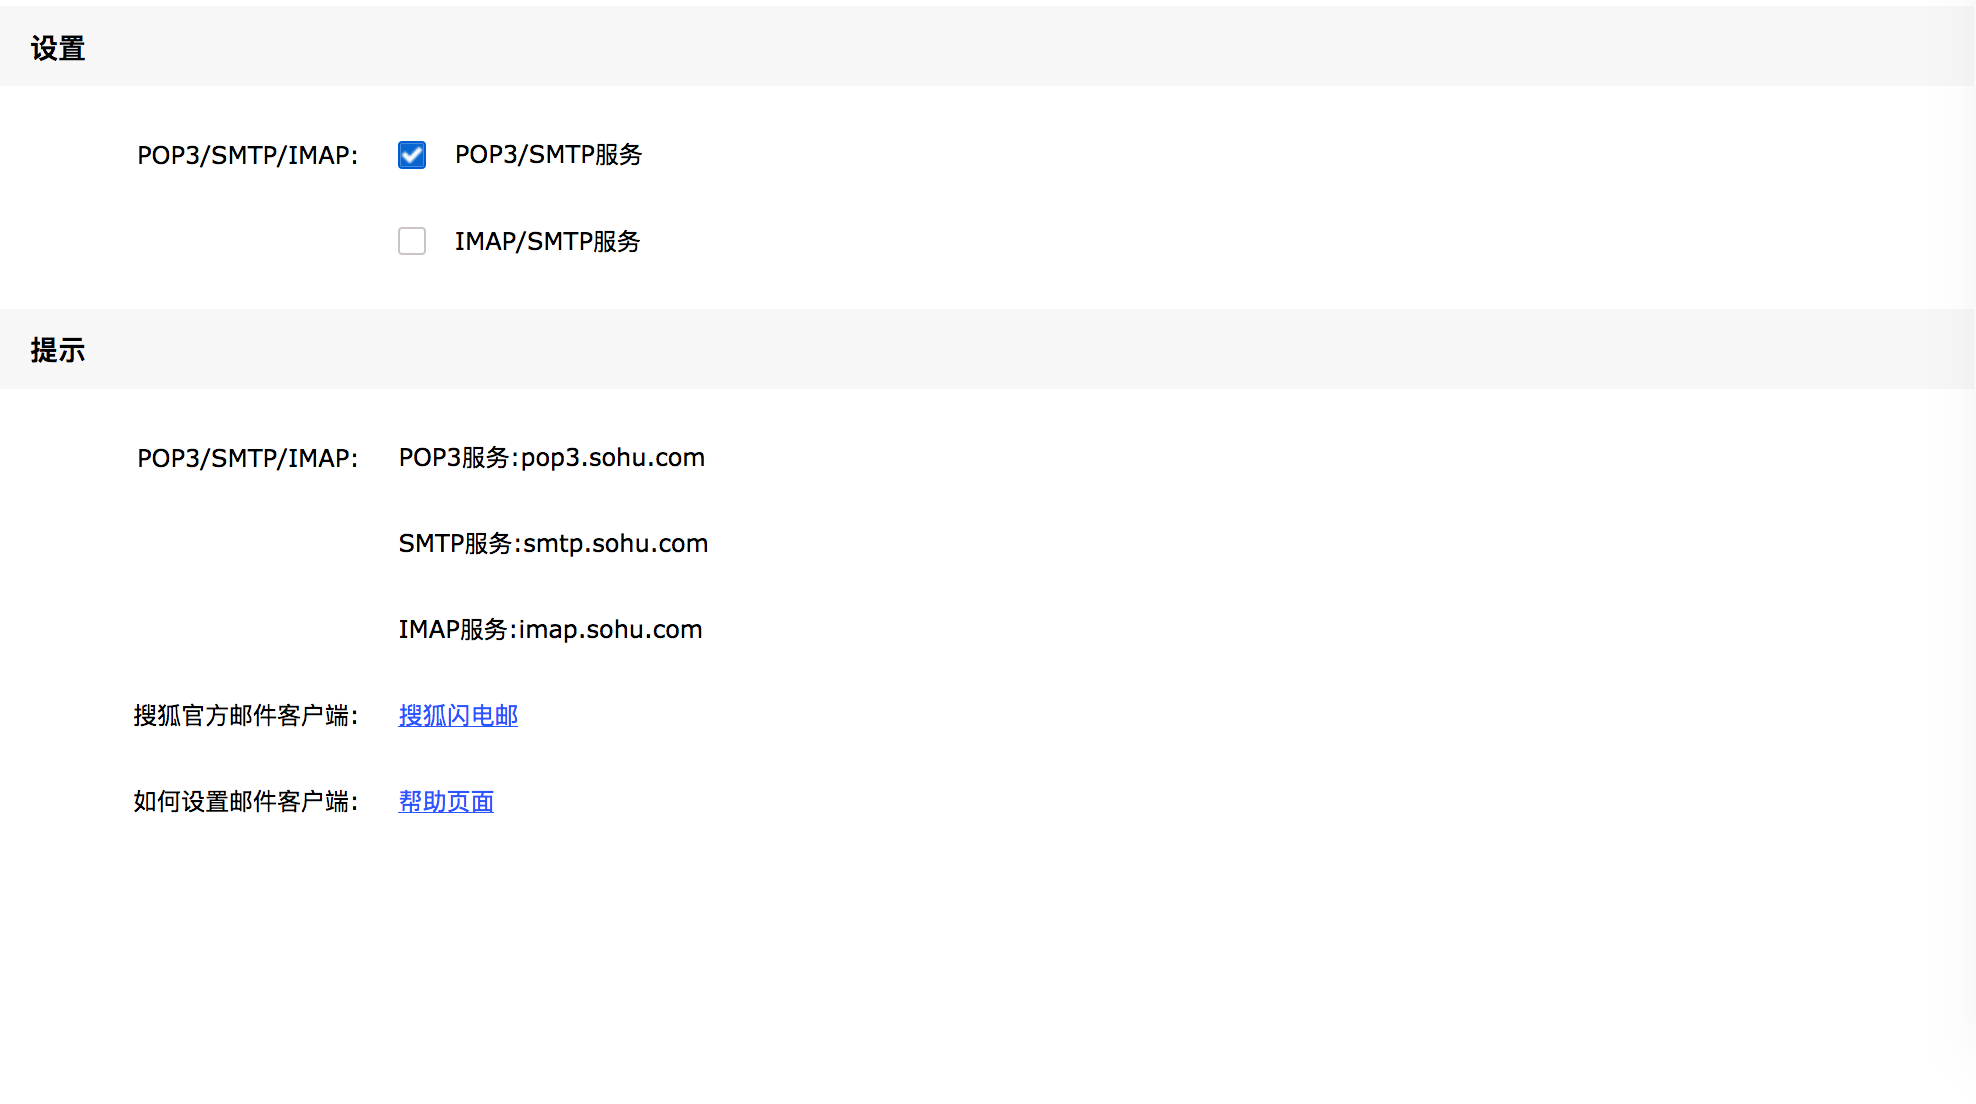 设置
POP3/SMTP/IMAP: POP3/SMTP服务
IMAP/SMTP服务
提示
POP3/SMTP/IMAP: POP3服务:pop3.sohu.com
SMTP服务:smtp.sohu.com
IMAP服务:imap.sohu.com
搜狐官方邮件客户端: 搜狐闪电邮
如何设置邮件客户端: 帮助页面